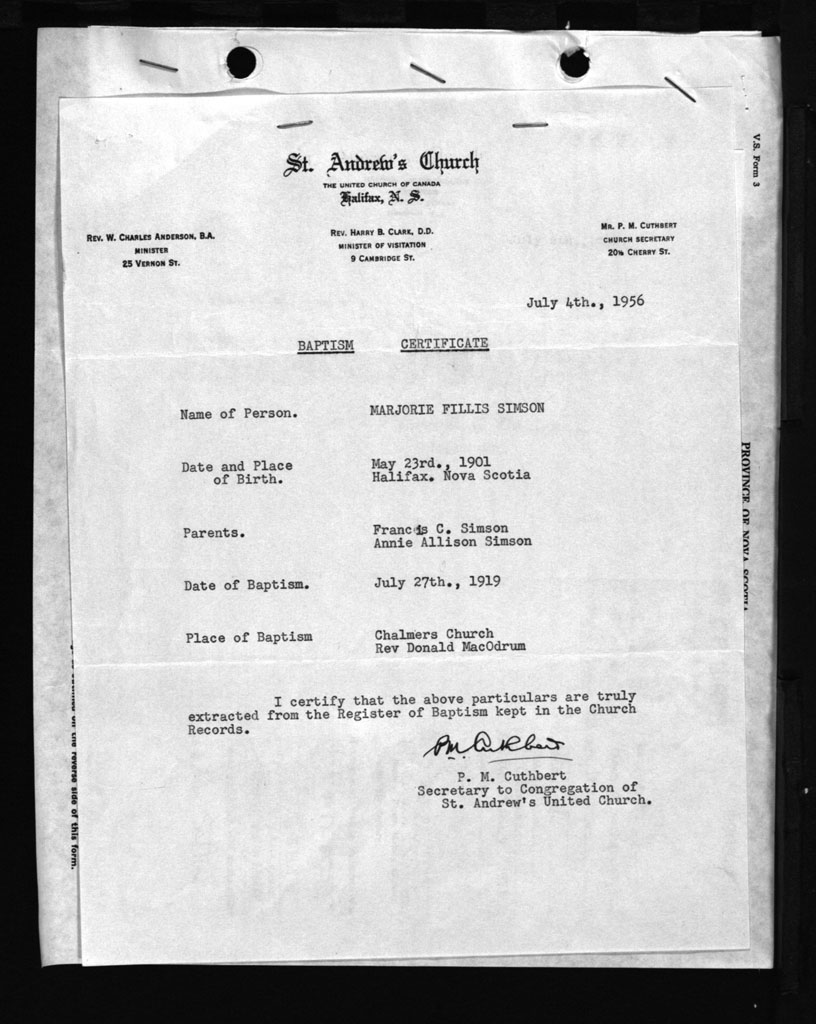 V.S. Form 3
St. Andrew's Church
THE UNITED CHURCH OF CANADA
Halifax, N. S.
REV. W. CHARLES ANDERSON, B.A.
MINISTER
25 VERNON ST.
REV. HARRY B. CLARK, D.D.
MINISTER OF VISITATION
9 CAMBRIDGE ST.
MR. P. M. CUTHBERT
CHURCH SECRETARY
20½ CHERRY ST.
July 4th., 1956
BAPTISM CERTIFICATE
Name of Person. MARJORIE FILLIS SIMSON
Date and Place May 23rd., 1901
of Birth. Halifax. Nova Scotia
Parents. Francis C. Simson
Annie Allison Simson
Date of Baptism. July 27th., 1919
Place of Baptism Chalmers Church
Rev Donald MacOdrum
I certify that the above particulars are truly
extracted from the Register of Baptism kept in the Church
Records.
P.M. Cuthbert
P. M. Cuthbert
Secretary to Congregation of
St. Andrew's United Church.
PROVINCE OF NOVA SCOTIA
on the reverse side of this form.